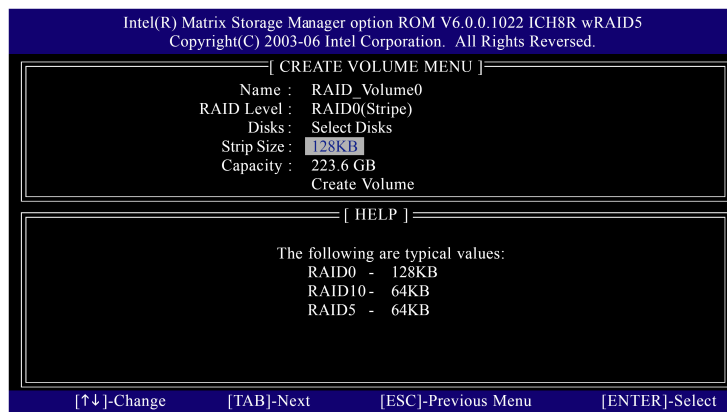 Intel(R) Matrix Storage Manager option ROM V6.0.0.1022 ICH8R wRAID5
Copyright(C) 2003-06 Intel Corporation. All Rights Reversed.
[ CREATE VOLUME MENU ]
Name : RAID_Volume0
RAID Level : RAID0(Stripe)
Disks : Select Disks
Strip Size : 128KB
Capacity : 223.6 GB
Create Volume
[ HELP ]
The following are typical values:
RAID0 - 128KB
RAID10 - 64KB
RAID5 - 64KB
[↑↓]-Change [TAB]-Next [ESC]-Previous Menu [ENTER]-Select